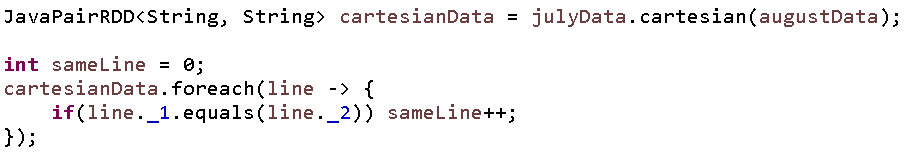 JavaPairRDD<String, String> cartesianData = julyData.cartesian(augustData);
int sameLine = 0;
cartesianData.foreach(line -> {
    if(line._1.equals(line._2)) sameLine++;
});